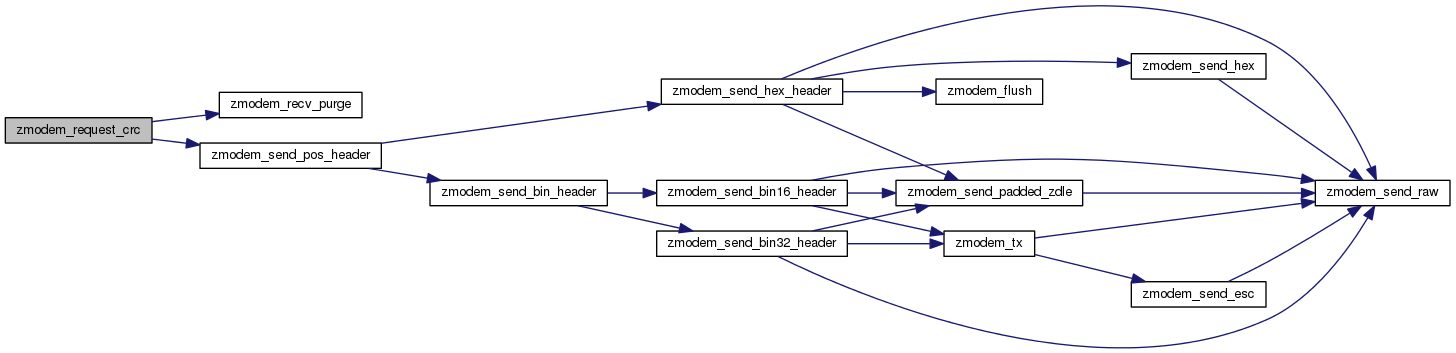 zmodem_request_crc
zmodem_recv_purge
zmodem_send_pos_header
zmodem_send_hex_header
zmodem_send_bin_header
zmodem_send_bin16_header
zmodem_send_bin32_header
zmodem_flush
zmodem_send_padded_zdle
zmodem_tx
zmodem_send_hex
zmodem_send_esc
zmodem_send_raw